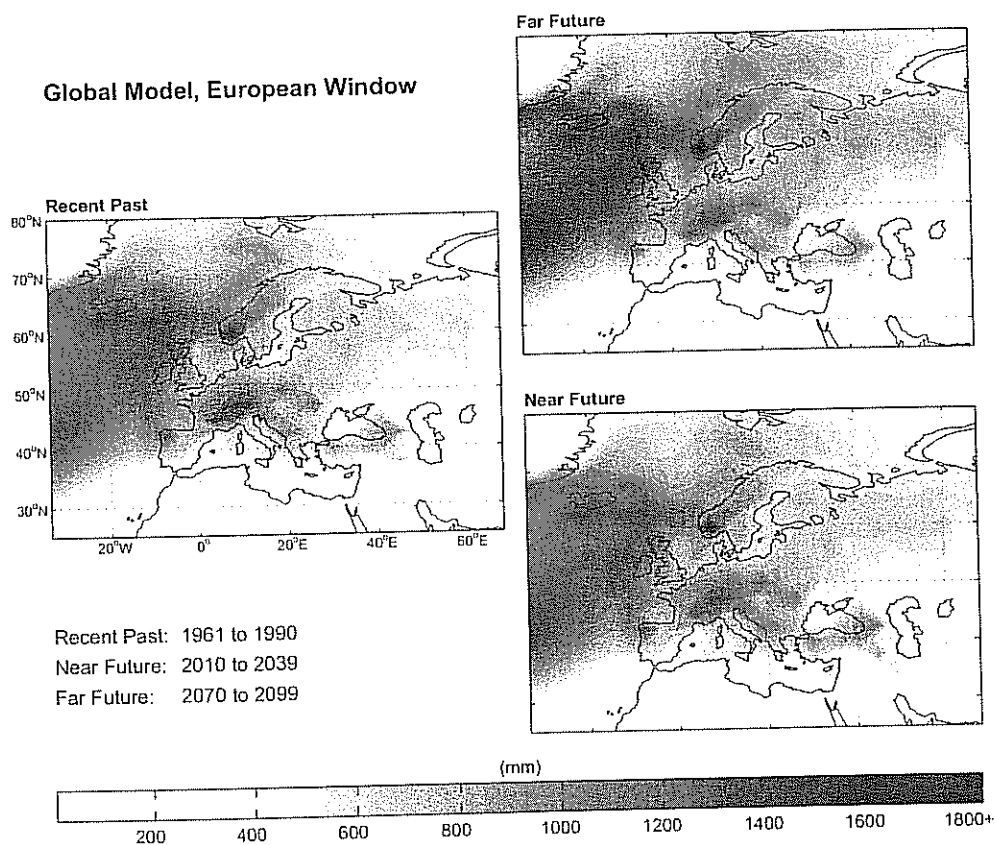 Far Future
Global Model, European Window
Recent Past
80°N
70°N
60°N
50°N
40°N
30°N
20°W 0° 20°E 40°E 60°E
Near Future
Recent Past: 1961 to 1990
Near Future: 2010 to 2039
Far Future: 2070 to 2099
(mm)
200 400 600 800 1000 1200 1400 1600 1800+